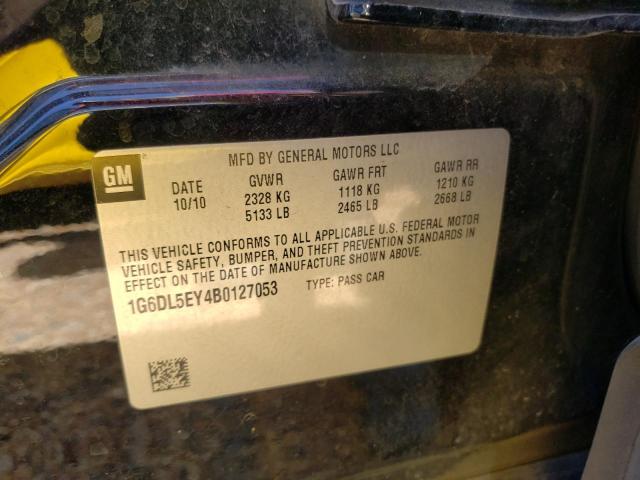 GM
MFD BY GENERAL MOTORS LLC
DATE GVWR GAWR FRT GAWR RR
10/10 2328 KG 1118 KG 1210 KG
5133 LB 2465 LB 2668 LB
THIS VEHICLE CONFORMS TO ALL APPLICABLE U.S. FEDERAL MOTOR
VEHICLE SAFETY, BUMPER, AND THEFT PREVENTION STANDARDS IN
EFFECT ON THE DATE OF MANUFACTURE SHOWN ABOVE.
1G6DL5EY4B0127053 TYPE: PASS CAR